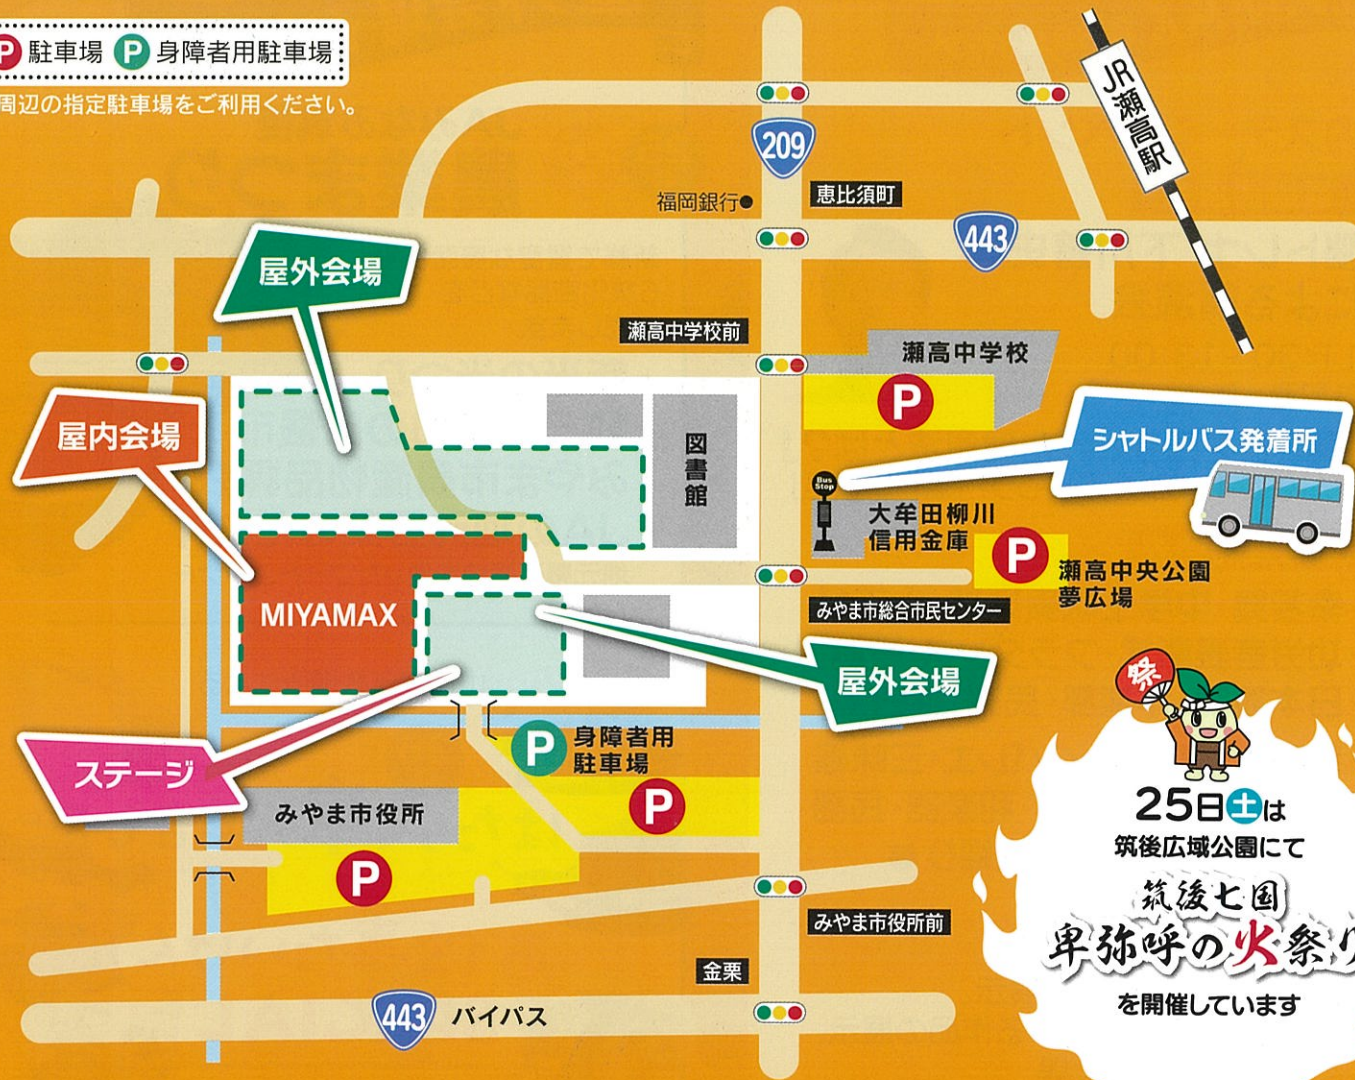 P 駐車場 P 身障者用駐車場
周辺の指定駐車場をご利用ください。
JR瀬高駅
209
福岡銀行●
恵比須町
443
屋外会場
瀬高中学校前
瀬高中学校
P
屋内会場
シャトルバス発着所
図書館
Bus
Stop
大牟田柳川
信用金庫
P
瀬高中央公園
夢広場
MIYAMAX
みやま市総合市民センター
屋外会場
祭
ステージ
P 身障者用
駐車場
P
みやま市役所
P
25日土は
筑後広域公園にて
筑後七国
卑弥呼の火祭り
を開催しています
みやま市役所前
金栗
443 バイパス